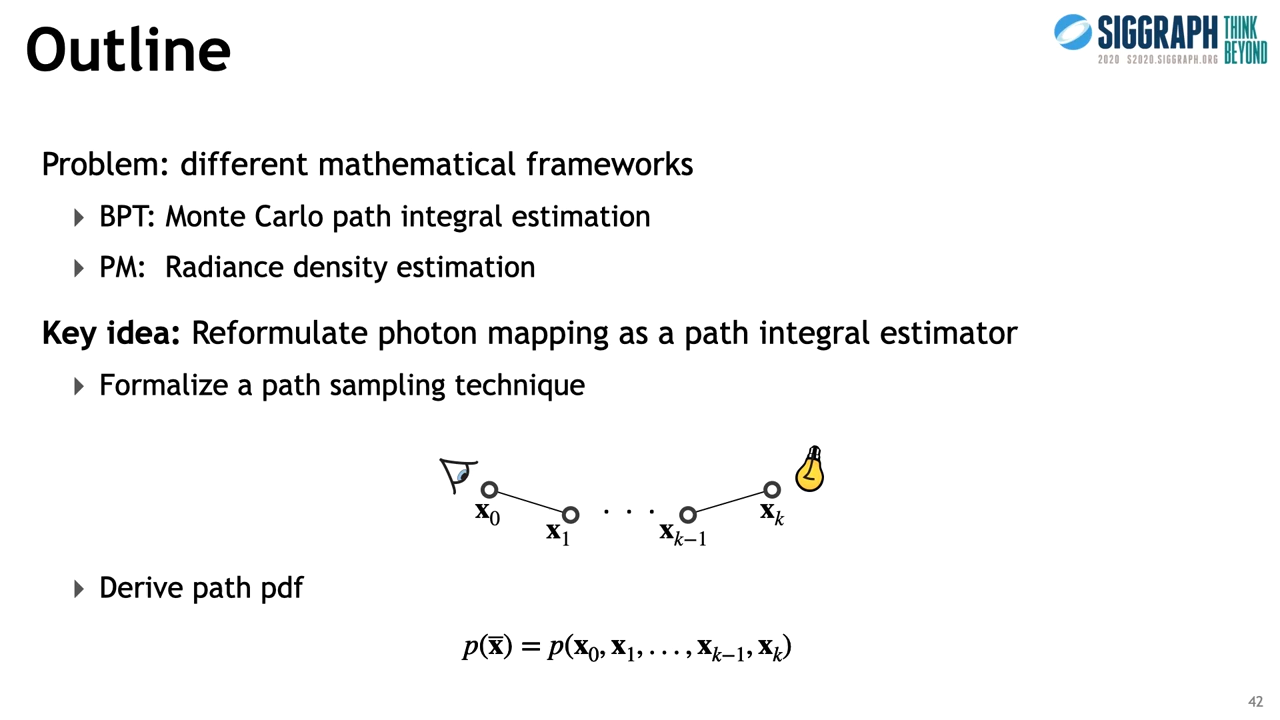 Outline
SIGGRAPH THINK BEYOND
2020 S2020.SIGGRAPH.ORG
Problem: different mathematical frameworks
BPT: Monte Carlo path integral estimation
PM: Radiance density estimation
Key idea: Reformulate photon mapping as a path integral estimator
Formalize a path sampling technique
x₀ x₁ · · · xₖ₋₁ xₖ
Derive path pdf
p(x̅) = p(x₀, x₁, . . . , xₖ₋₁, xₖ)
42